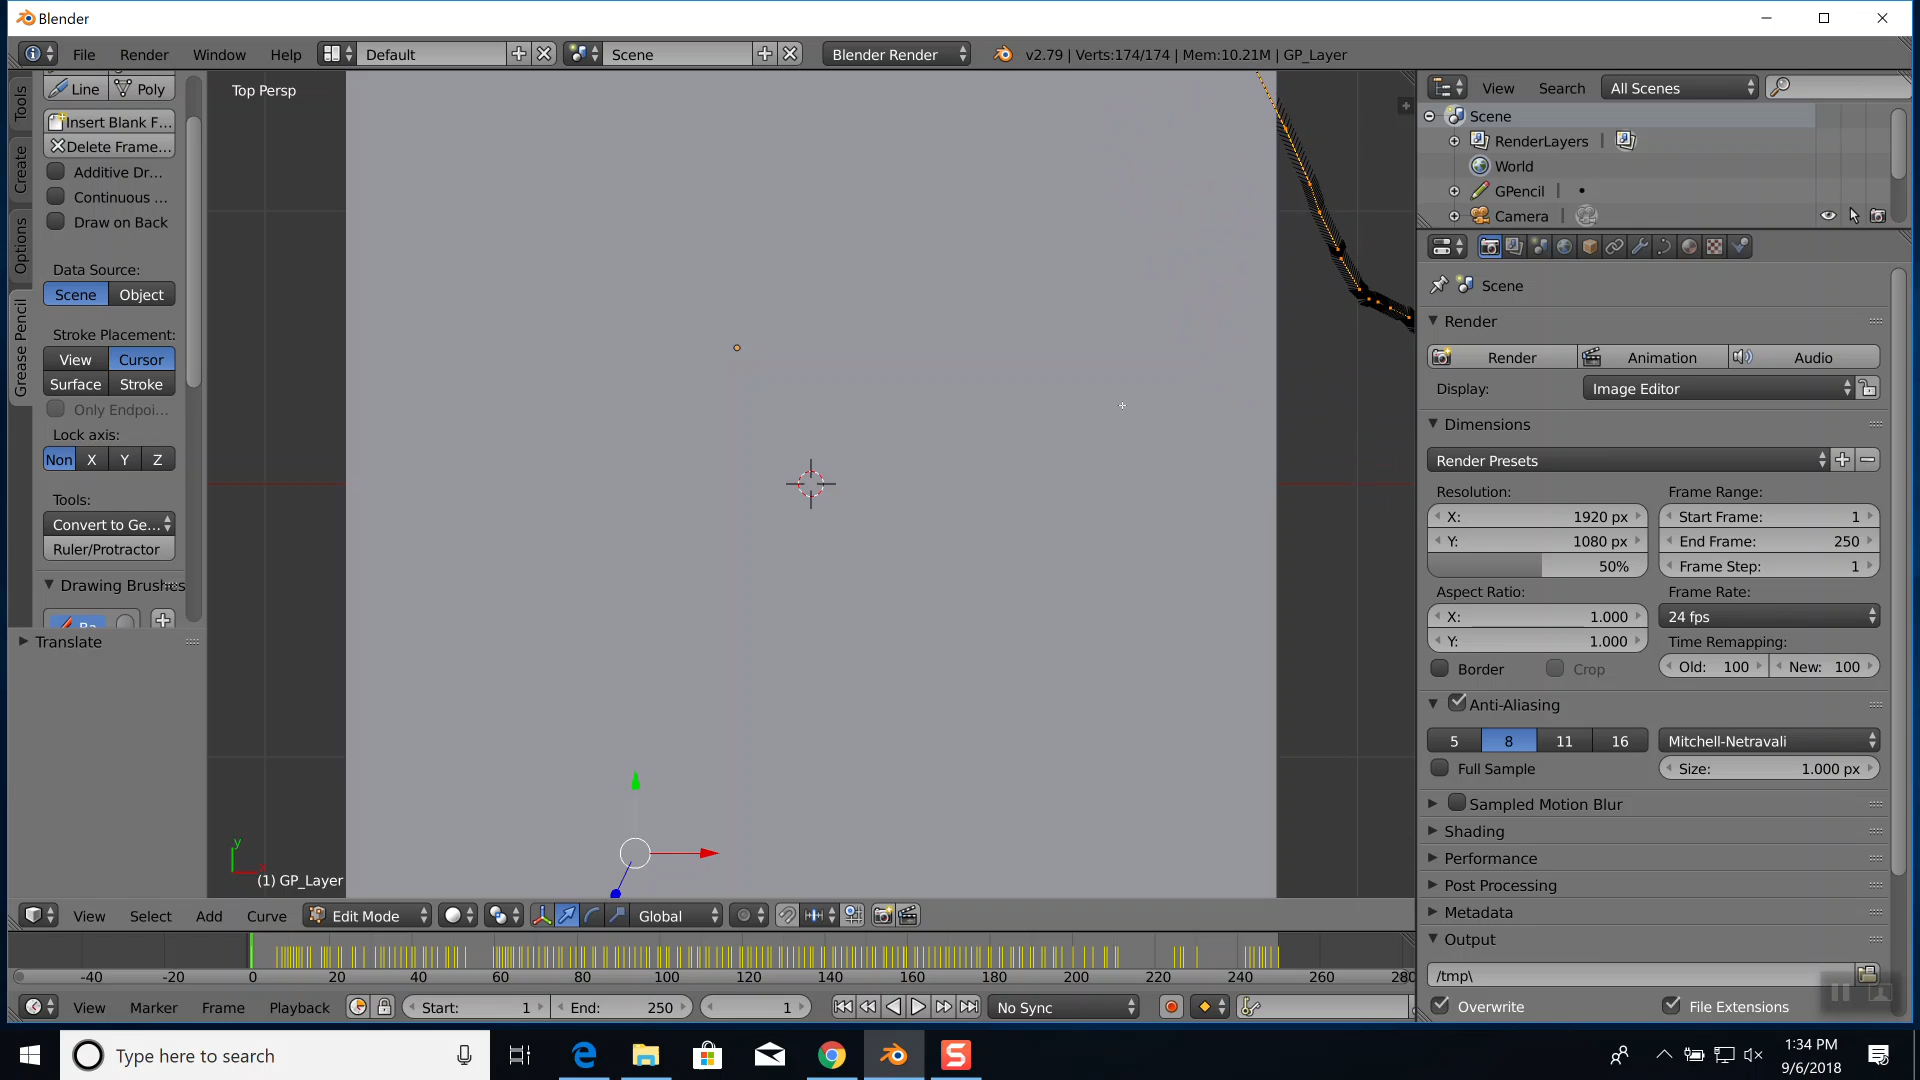 Blender
File Render Window Help Default Scene Blender Render v2.79 | Verts:174/174 | Mem:10.21M | GP_Layer
Tools
Create
Options
Grease Pencil
Line Poly
Insert Blank F...
Delete Frame...
Additive Dr...
Continuous ...
Draw on Back
Data Source:
Scene Object
Stroke Placement:
View Cursor
Surface Stroke
Only Endpoi...
Lock axis:
Non X Y Z
Tools:
Convert to Ge...
Ruler/Protractor
Drawing Brushes
Ba
Translate
Top Persp
y
(1) GP_Layer
View Search All Scenes
Scene
RenderLayers |
World
GPencil |
Camera |
Scene
Render
Render Animation Audio
Display: Image Editor
Dimensions
Render Presets
Resolution: Frame Range:
X: 1920 px Start Frame: 1
Y: 1080 px End Frame: 250
50% Frame Step: 1
Aspect Ratio: Frame Rate:
X: 1.000 24 fps
Y: 1.000 Time Remapping:
Border Crop Old: 100 New: 100
Anti-Aliasing
5 8 11 16 Mitchell-Netravali
Full Sample Size: 1.000 px
Sampled Motion Blur
Shading
Performance
Post Processing
Metadata
Output
/tmp\
Overwrite File Extensions
View Select Add Curve Edit Mode Global
-40 -20 0 20 40 60 80 100 120 140 160 180 200 220 240 260 280
View Marker Frame Playback Start: 1 End: 250 1 No Sync
Type here to search
1:34 PM
9/6/2018